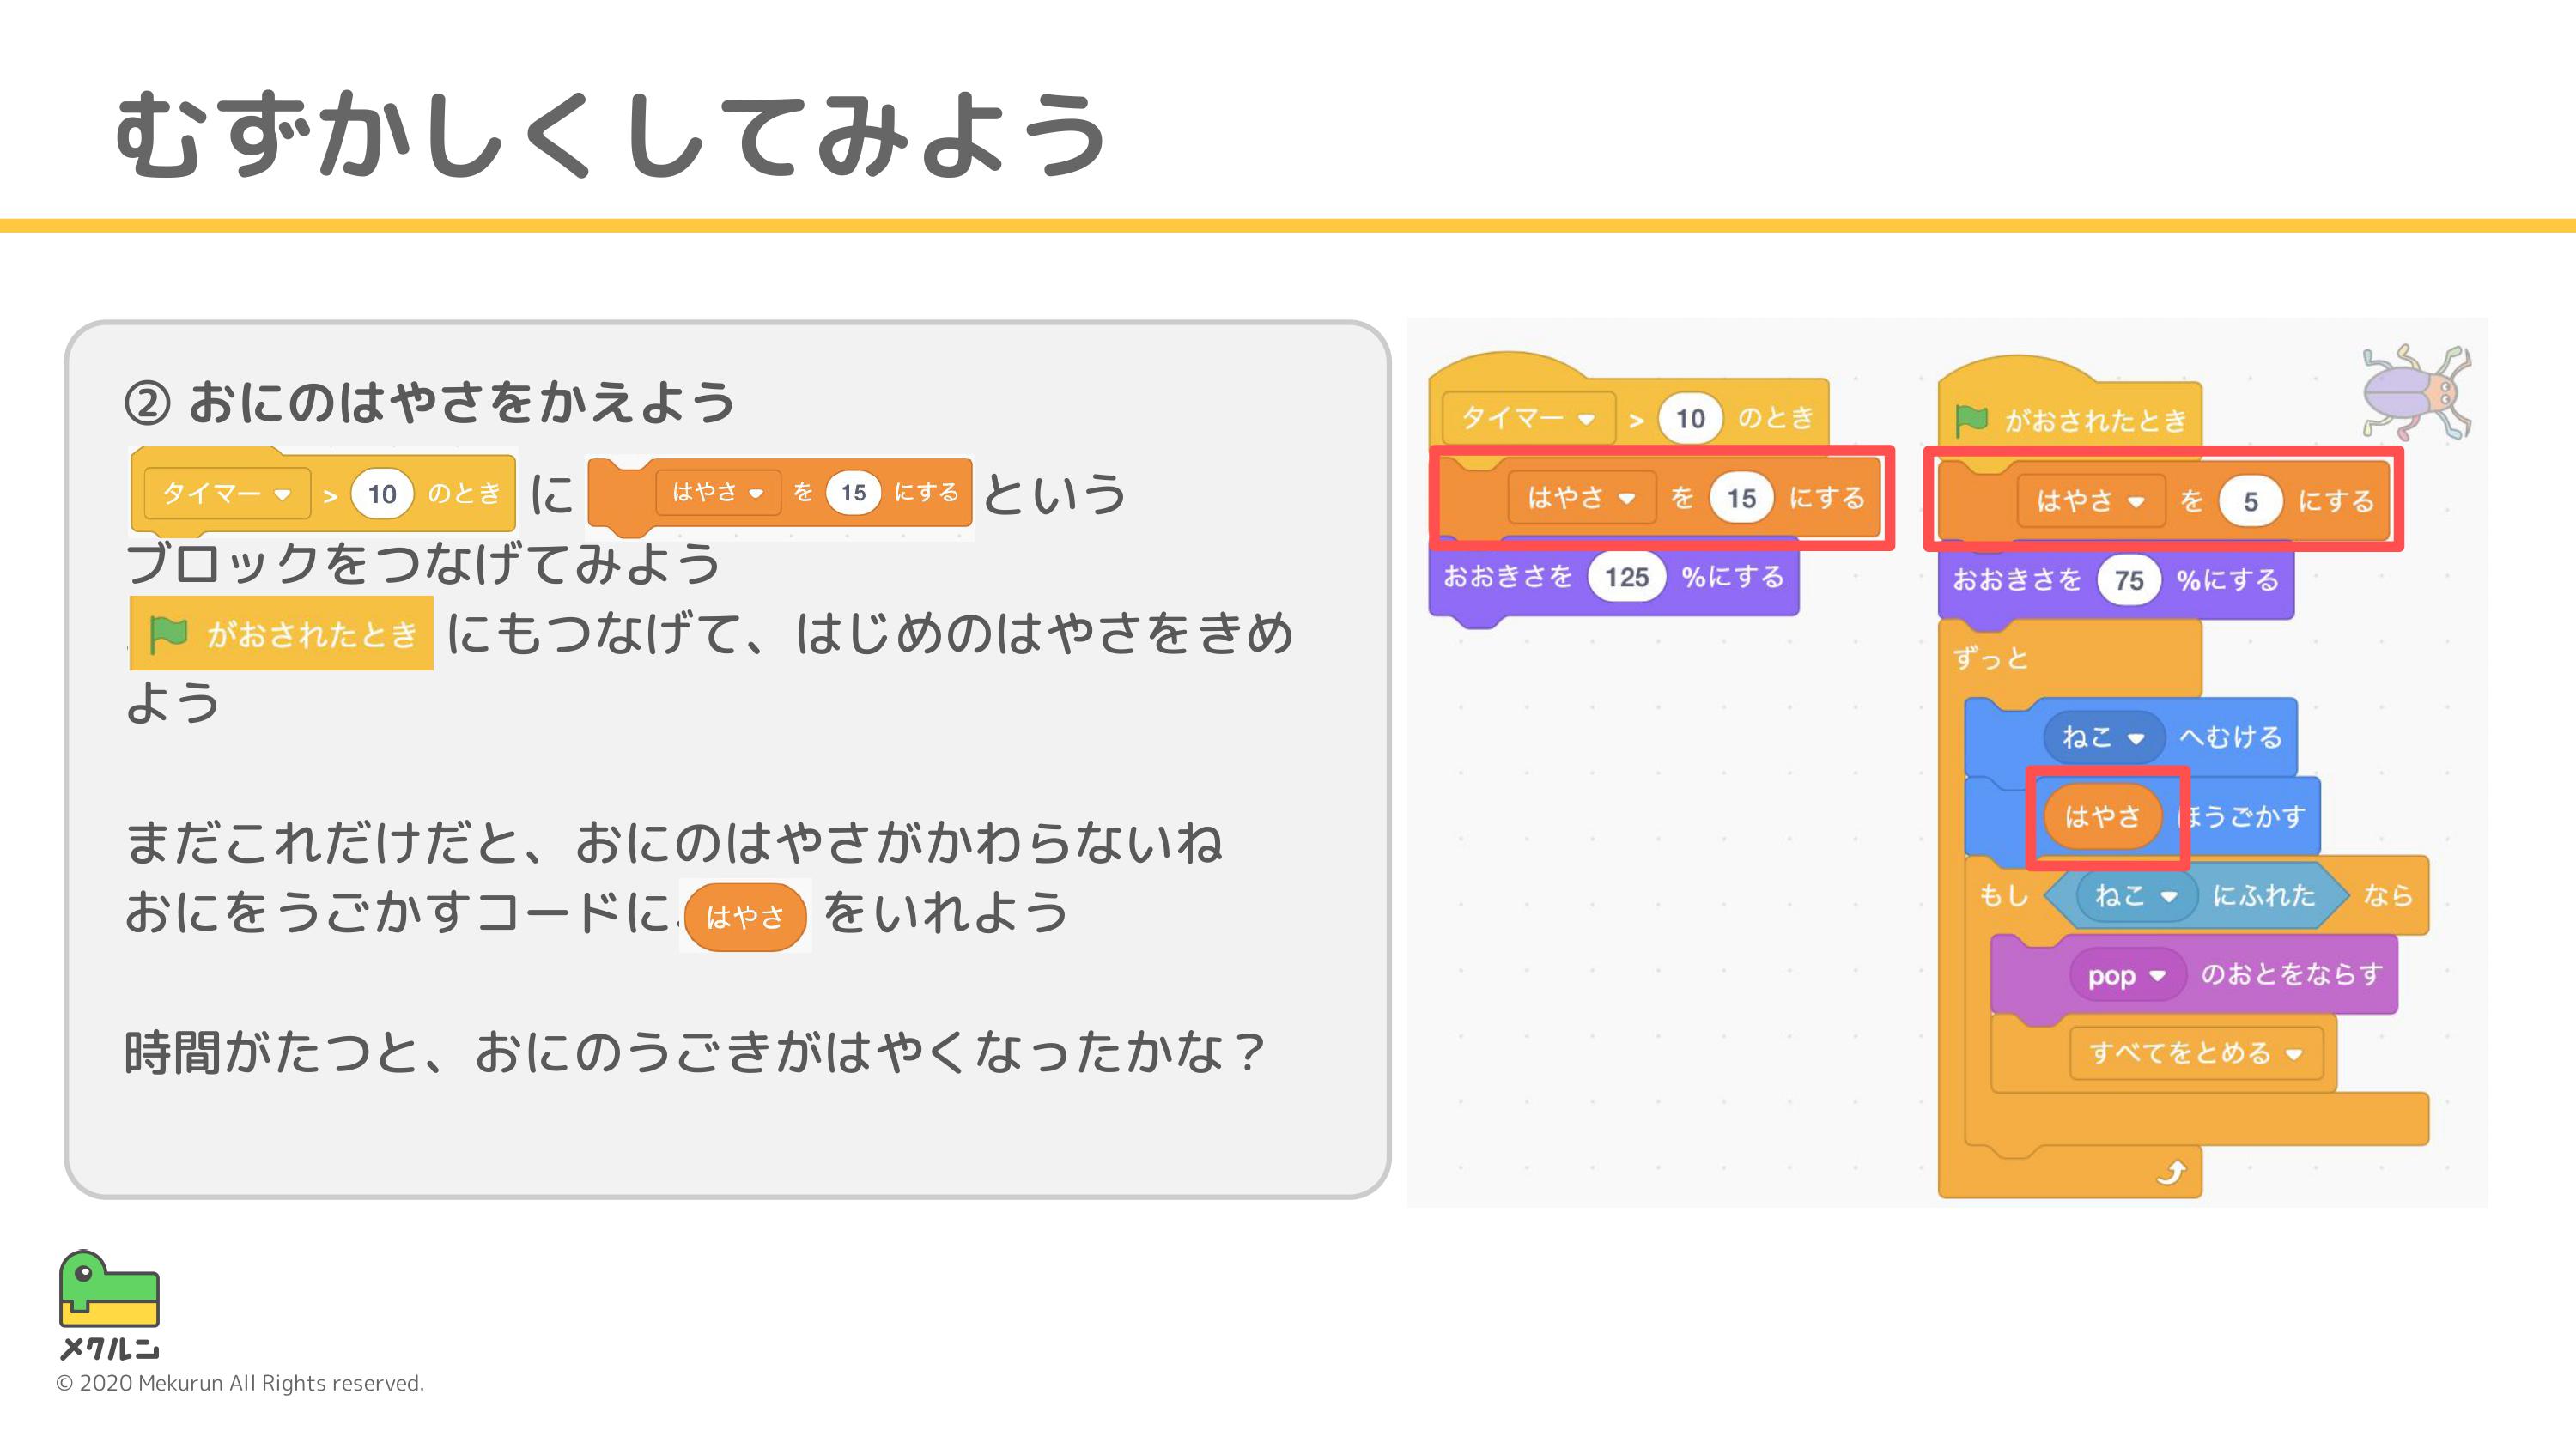 むずかしくしてみよう
② おにのはやさをかえよう
タイマー > 10 のとき に はやさ を 15 にする という
ブロックをつなげてみよう
がおされたとき にもつなげて、はじめのはやさをきめ
よう
まだこれだけだと、おにのはやさがかわらないね
おにをうごかすコードに はやさ をいれよう
時間がたつと、おにのうごきがはやくなったかな？
タイマー > 10 のとき
はやさ を 15 にする
おおきさを 125 %にする
がおされたとき
はやさ を 5 にする
おおきさを 75 %にする
ずっと
ねこ へむける
はやさ ほうごかす
もし ねこ にふれた なら
pop のおとをならす
すべてをとめる
メクルン
© 2020 Mekurun All Rights reserved.